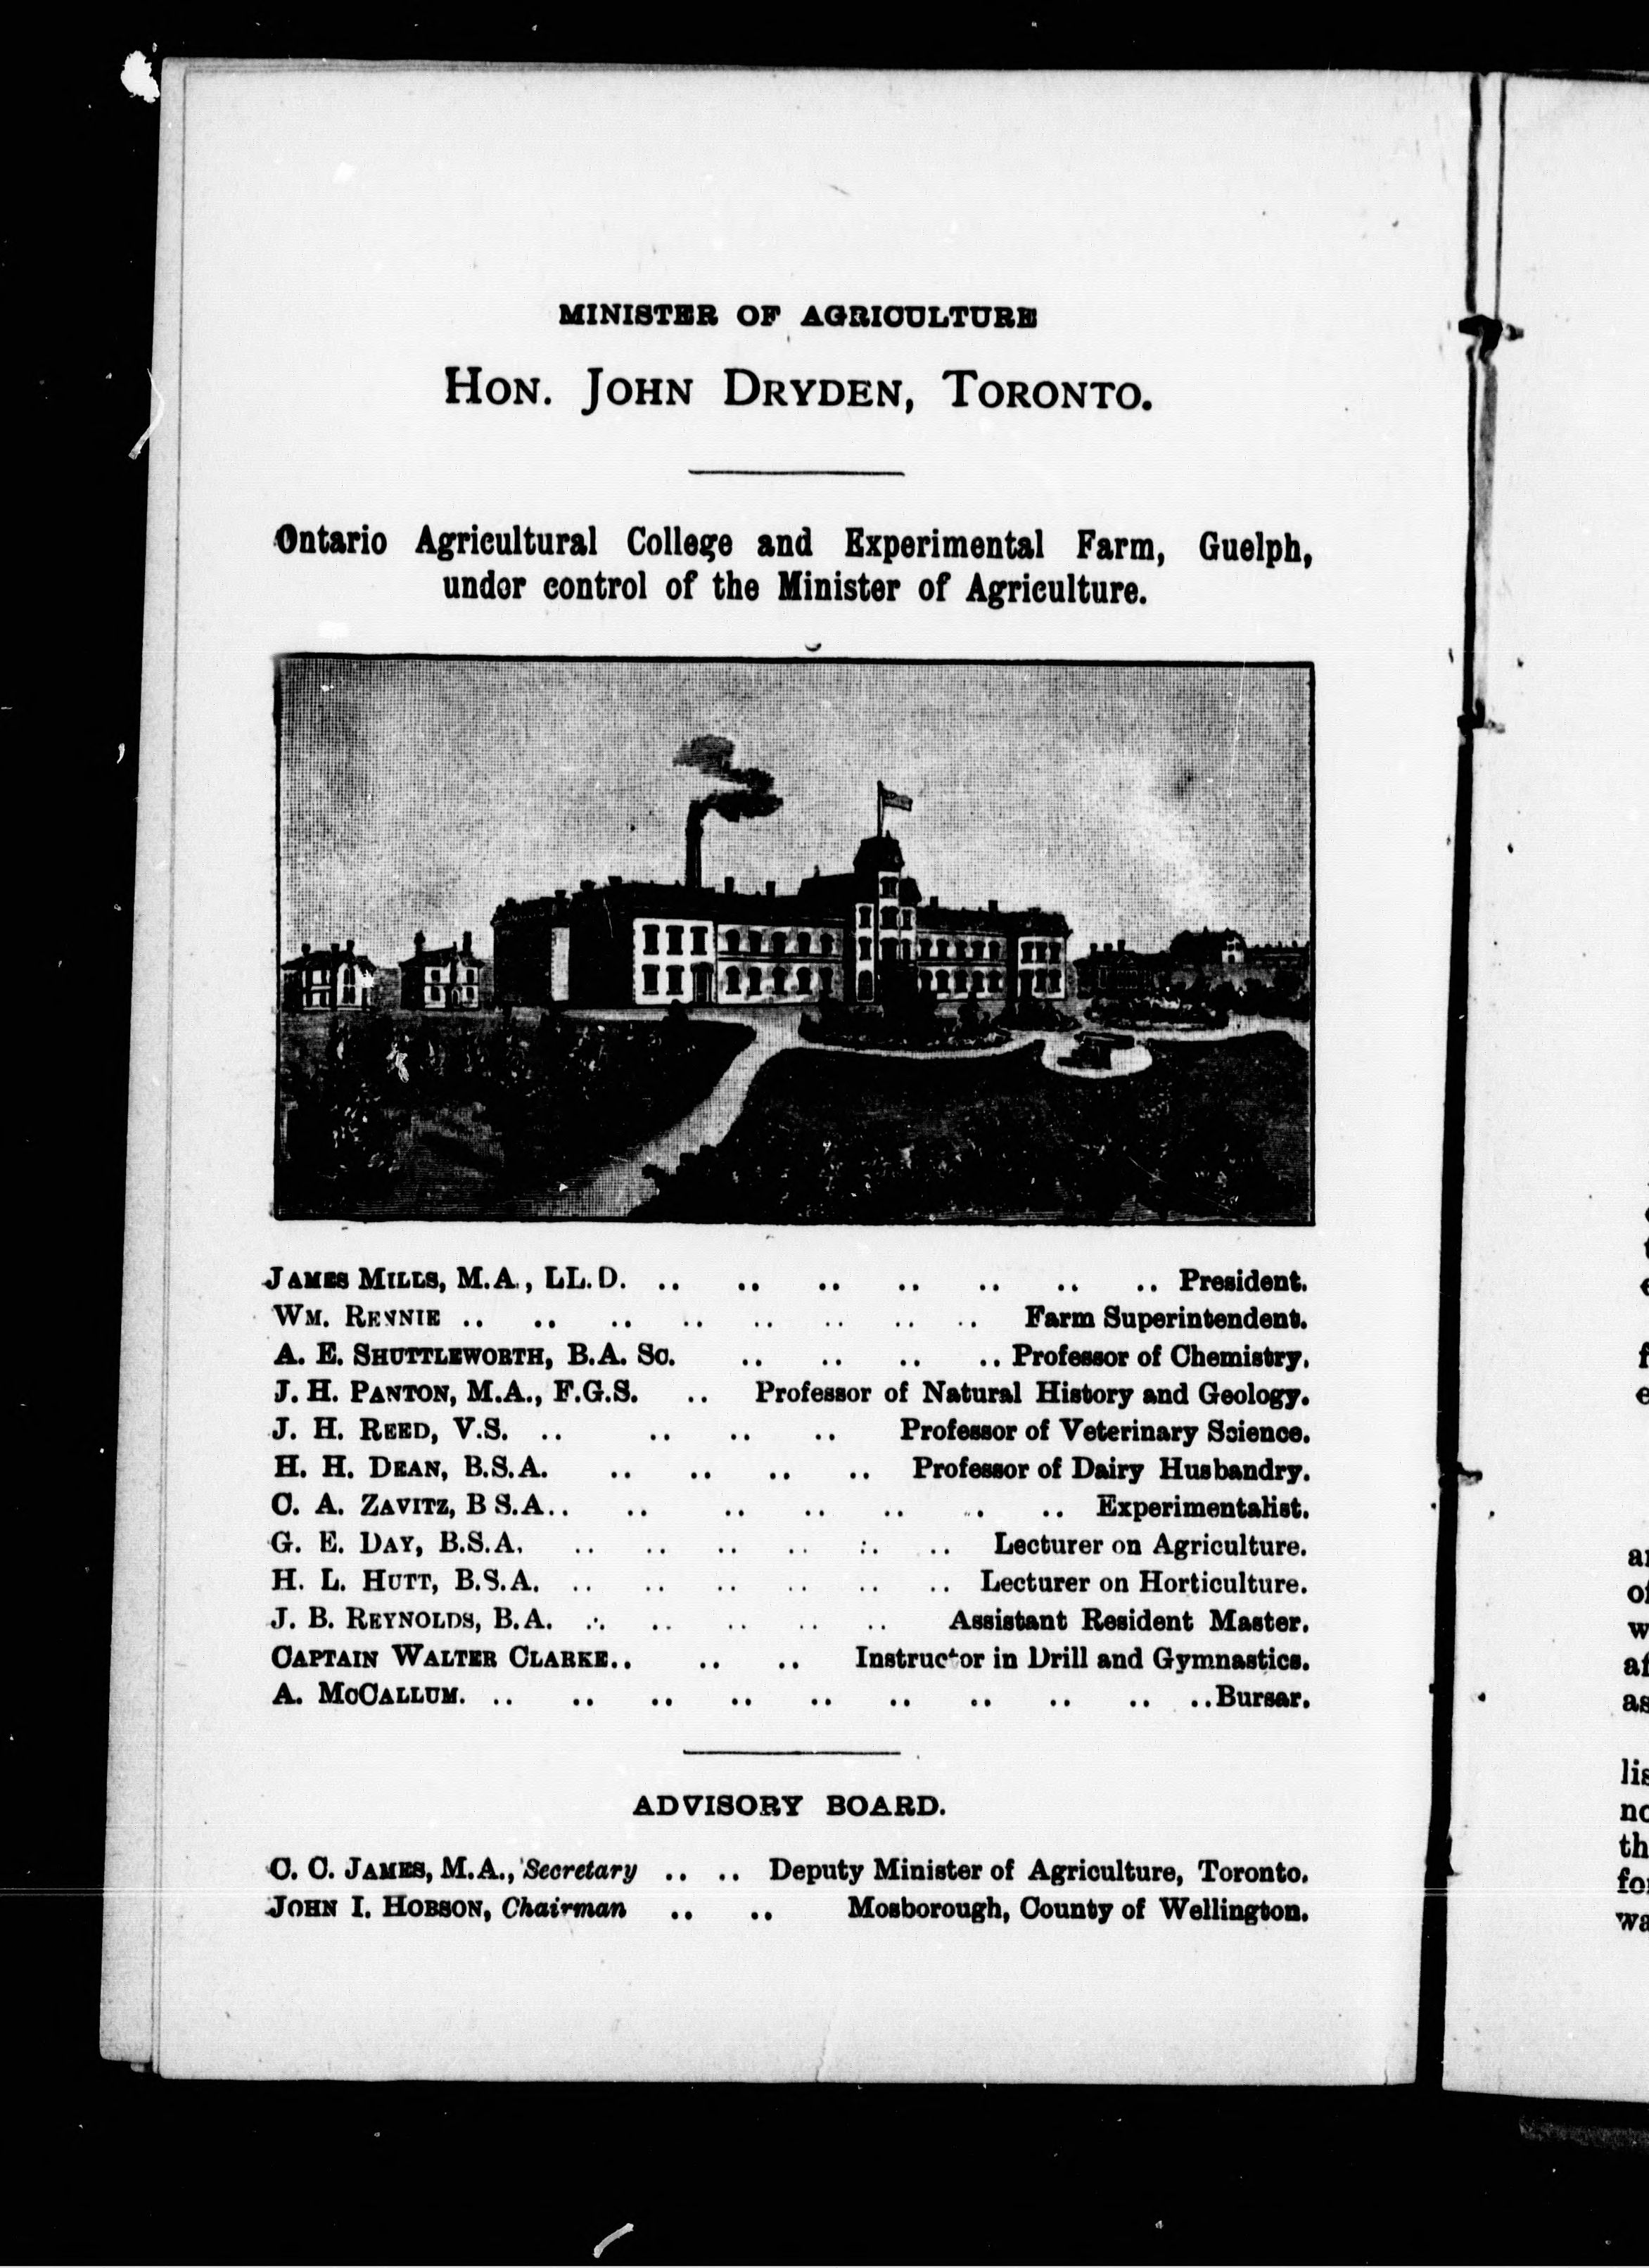 MINISTER OF AGRICULTURE
HON. JOHN DRYDEN, TORONTO.
Ontario Agricultural College and Experimental Farm, Guelph,
under control of the Minister of Agriculture.
JAMES MILLS, M.A., LL.D. .. .. .. .. .. .. .. President.
WM. RENNIE .. .. .. .. .. .. .. .. Farm Superintendent.
A. E. SHUTTLEWORTH, B.A. Sc. .. .. .. .. Professor of Chemistry.
J. H. PANTON, M.A., F.G.S. .. Professor of Natural History and Geology.
J. H. REED, V.S. .. .. .. .. Professor of Veterinary Science.
H. H. DEAN, B.S.A. .. .. .. .. Professor of Dairy Husbandry.
C. A. ZAVITZ, B S.A.. .. .. .. .. .. .. Experimentalist.
G. E. DAY, B.S.A. .. .. .. .. .. .. Lecturer on Agriculture.
H. L. HUTT, B.S.A. .. .. .. .. .. .. Lecturer on Horticulture.
J. B. REYNOLDS, B.A. .. .. .. .. .. Assistant Resident Master.
CAPTAIN WALTER CLARKE.. .. .. Instructor in Drill and Gymnastics.
A. MCCALLUM. .. .. .. .. .. .. .. .. .. .. Bursar.
ADVISORY BOARD.
C. C. JAMES, M.A., Secretary .. .. Deputy Minister of Agriculture, Toronto.
JOHN I. HOBSON, Chairman .. .. Mosborough, County of Wellington.